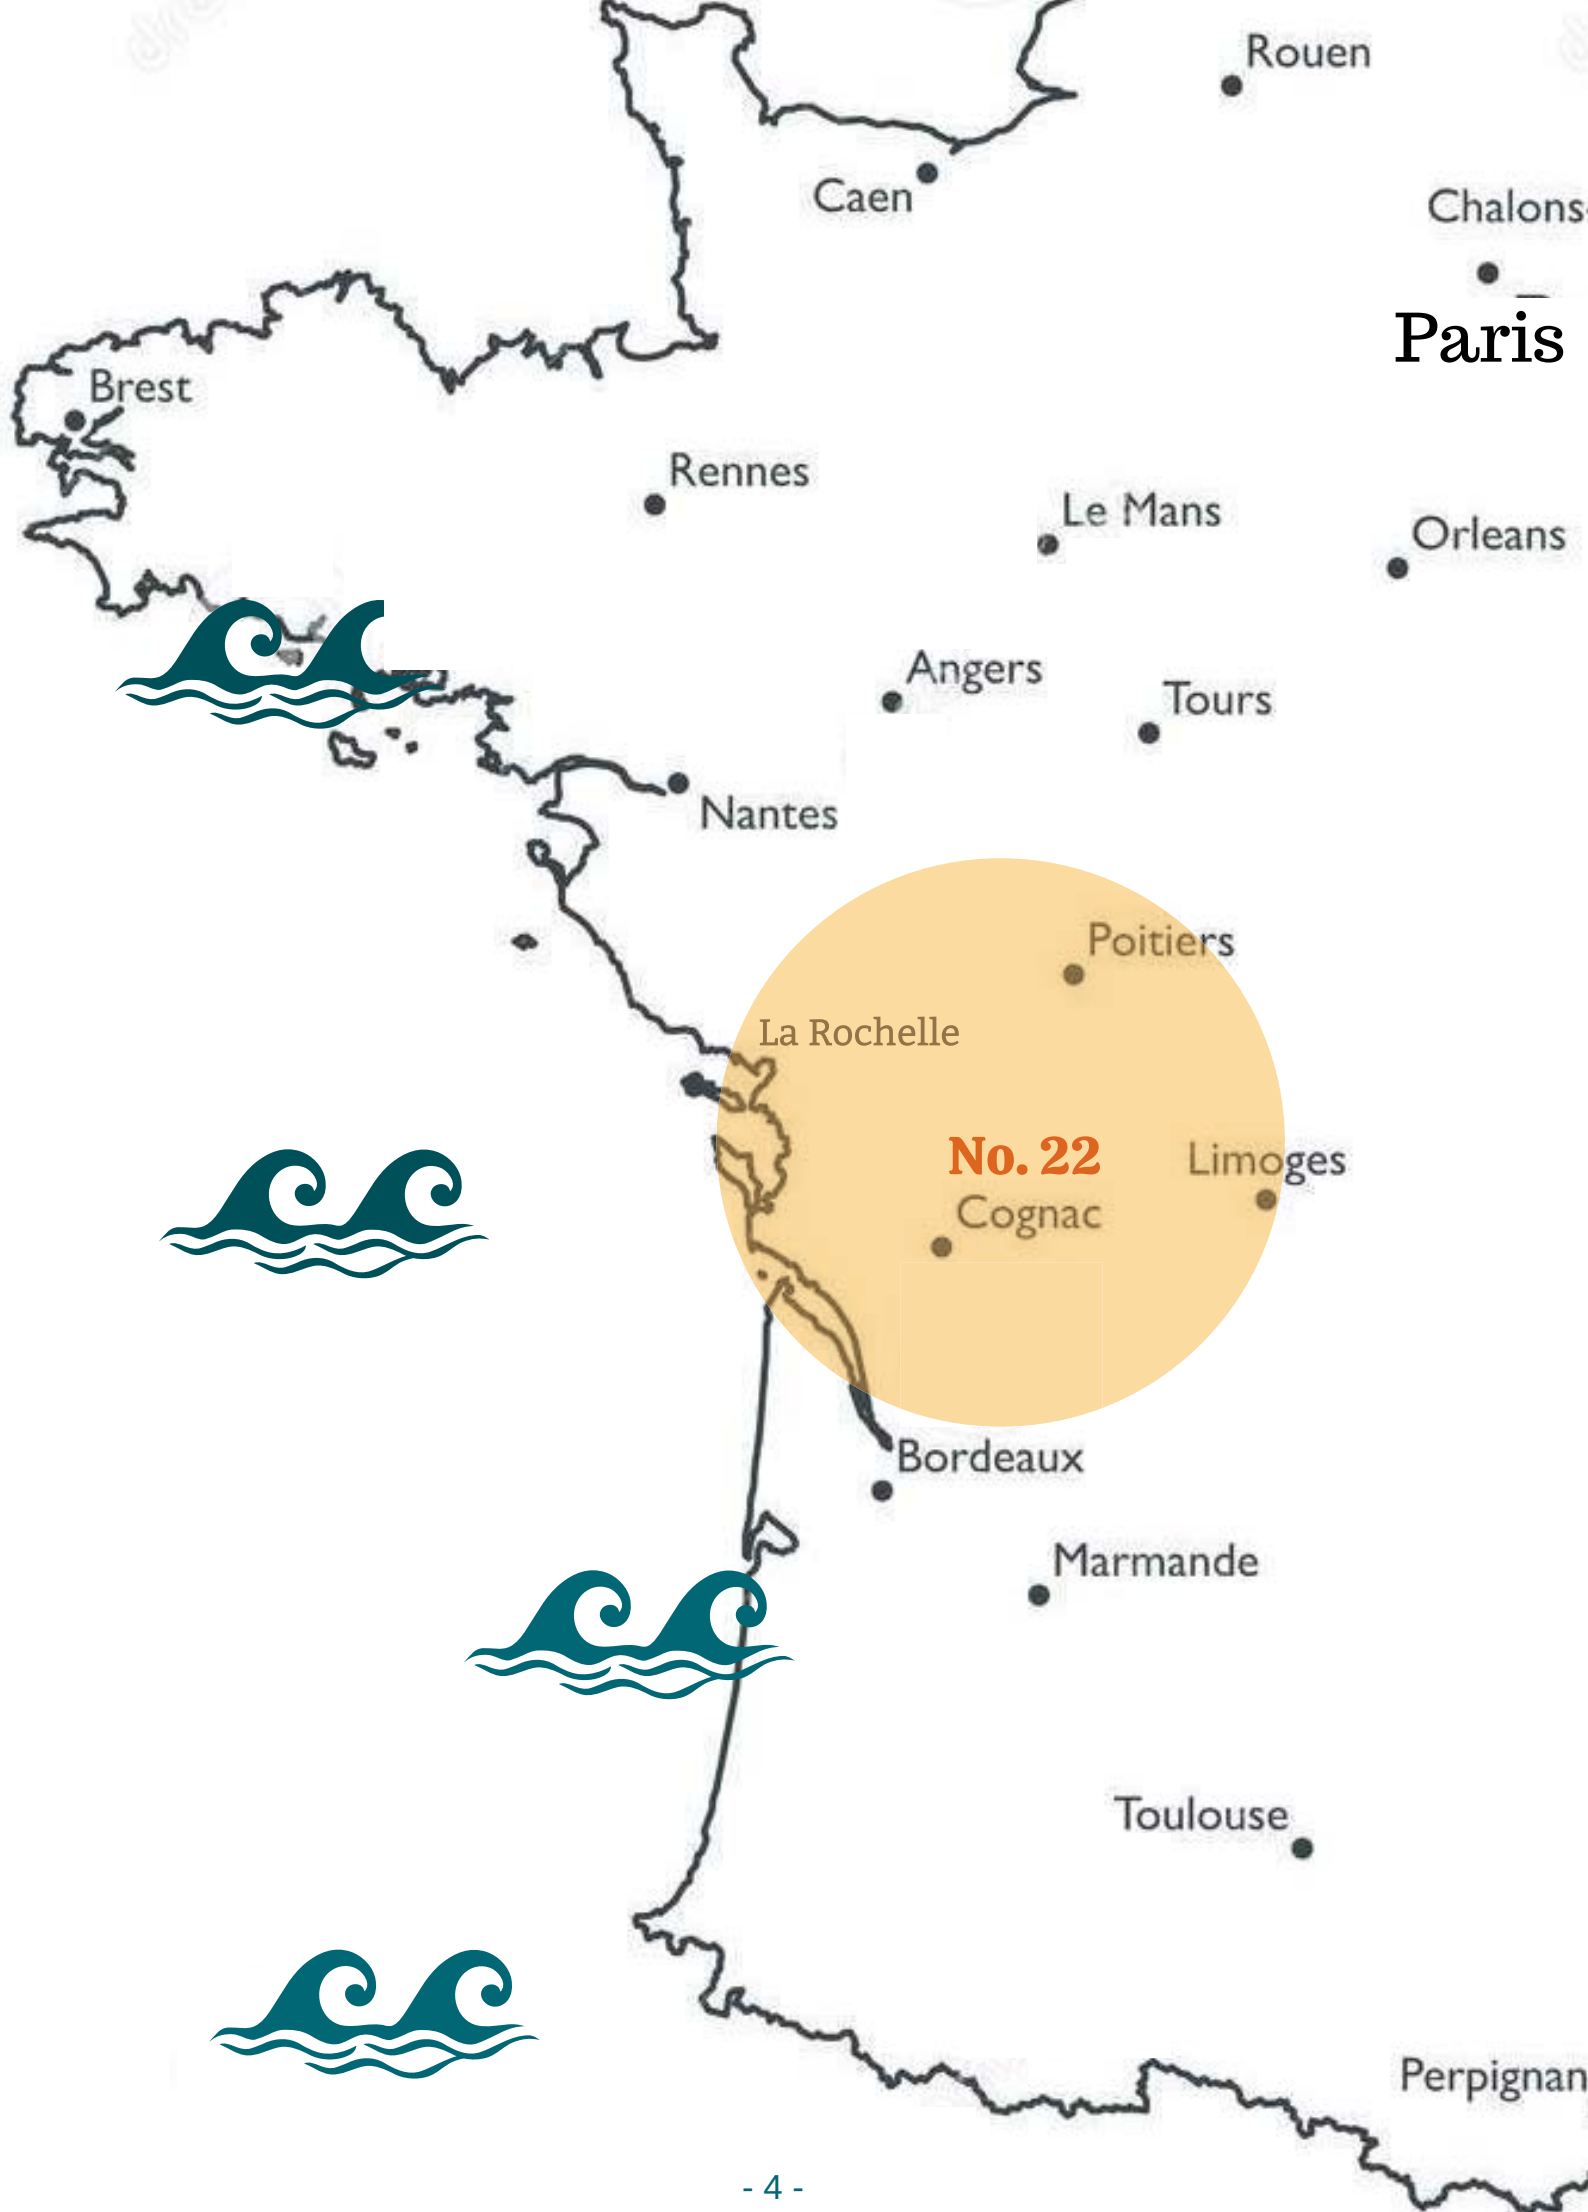 Rouen
Caen
Chalons-
Paris
Brest
Rennes
Le Mans
Orleans
Angers
Tours
Nantes
Poitiers
La Rochelle
No. 22
Limoges
Cognac
Bordeaux
Marmande
Toulouse
Perpignan
- 4 -